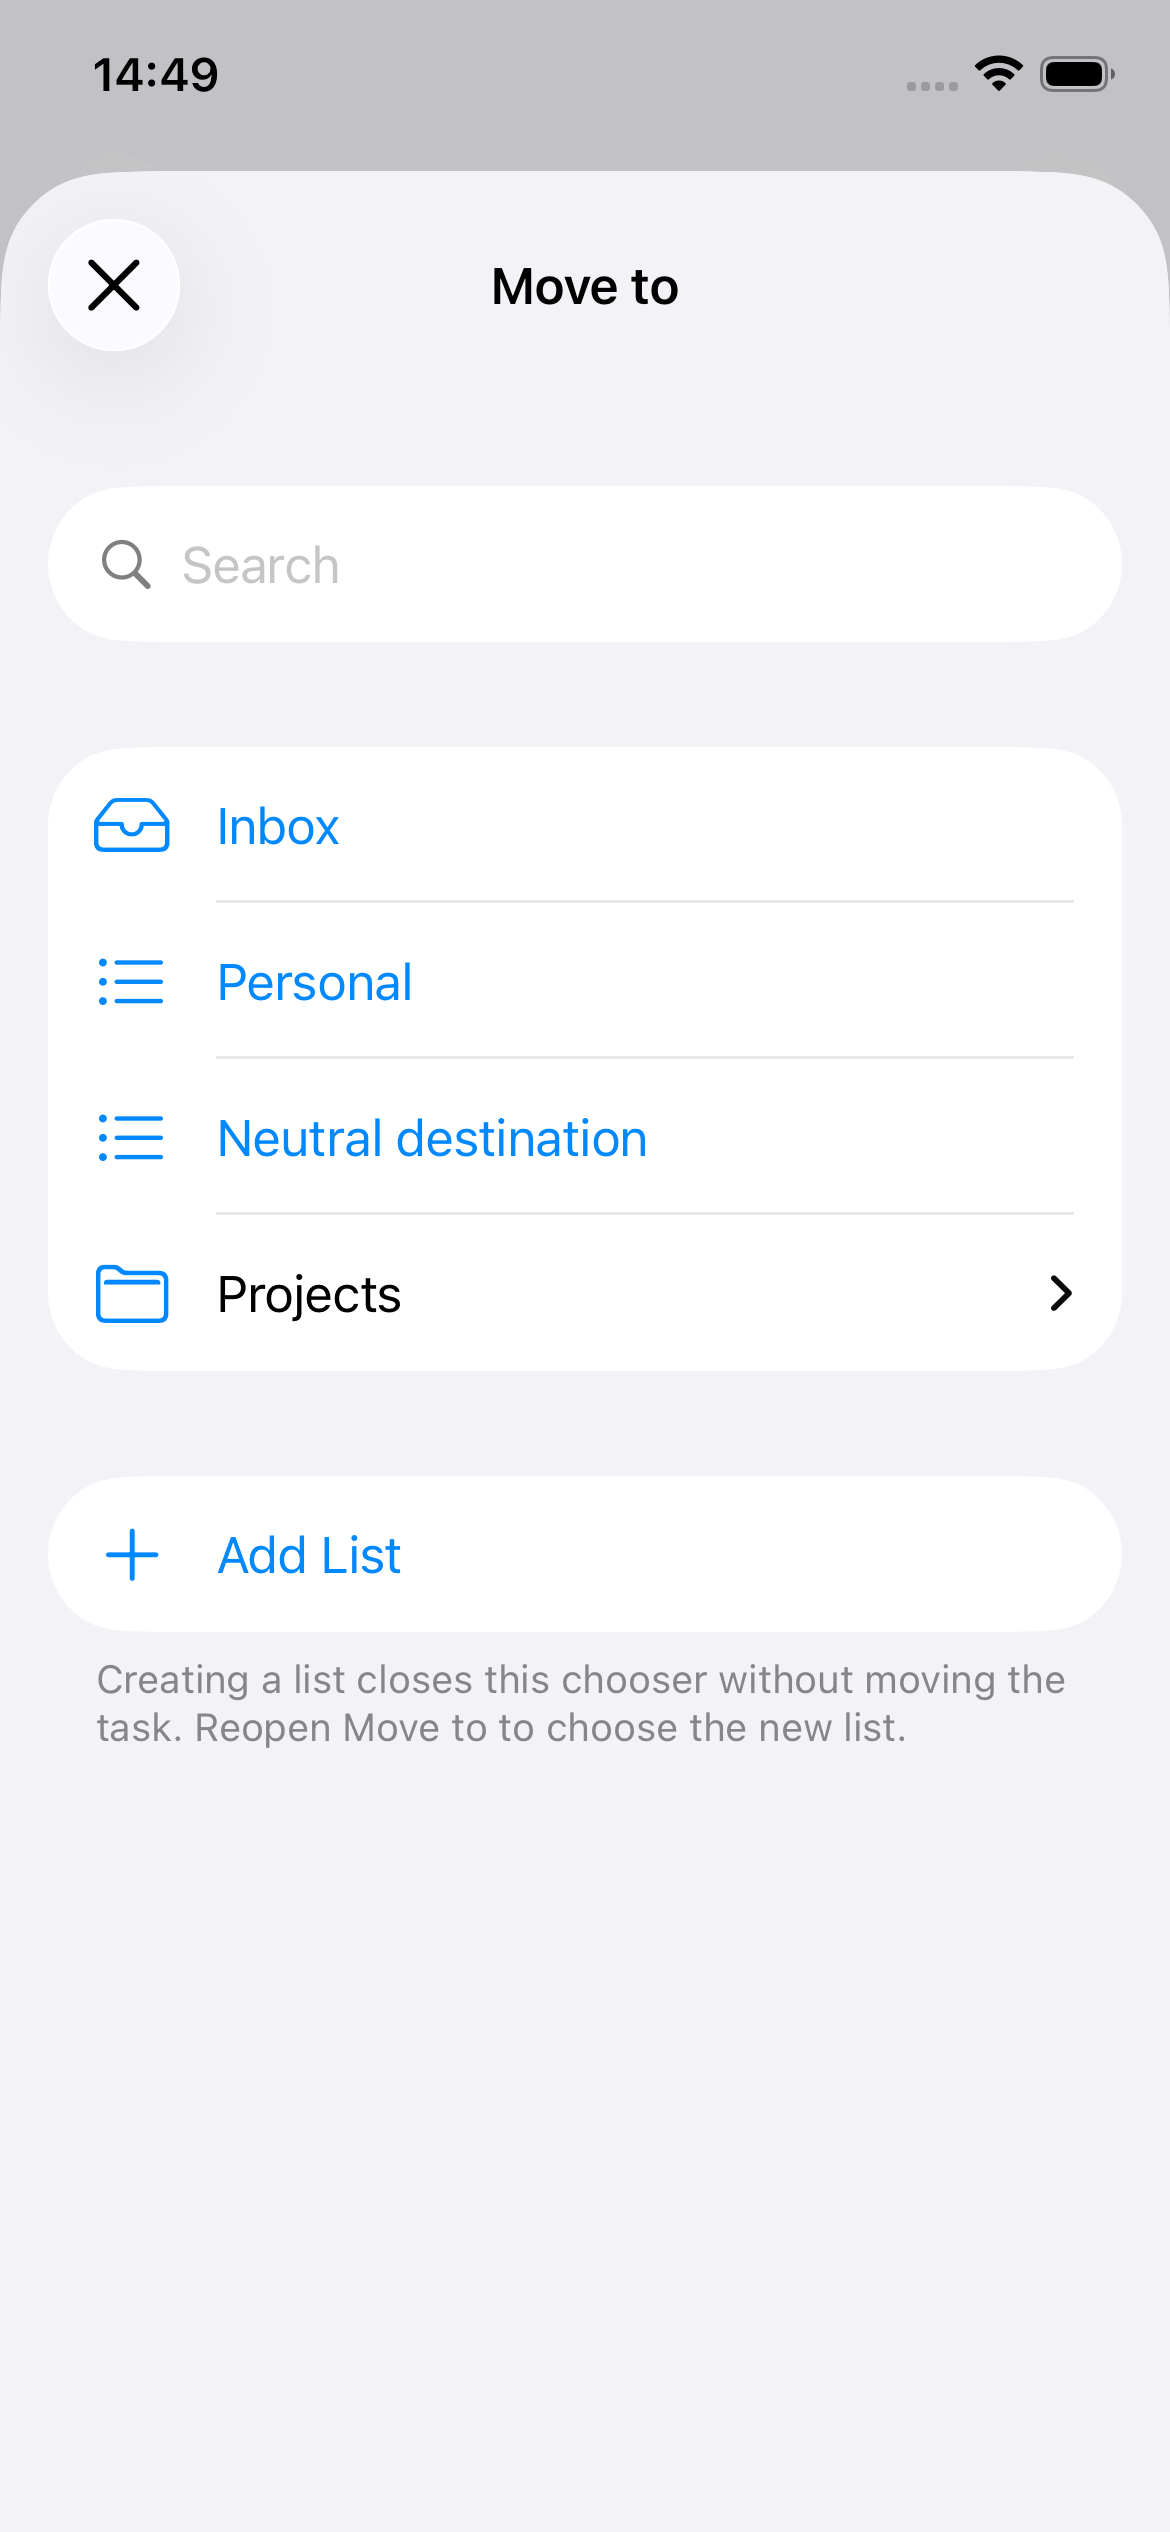 14:49
Move to
Search
Inbox
Personal
Neutral destination
Projects
Add List
Creating a list closes this chooser without moving the
task. Reopen Move to to choose the new list.